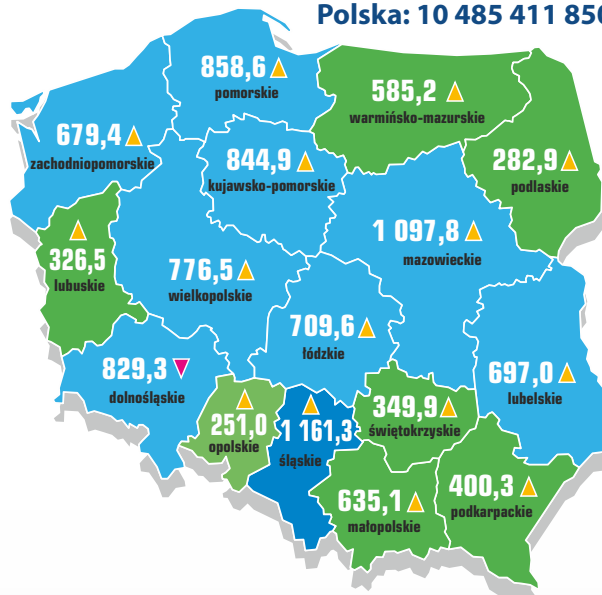 Polska: 10 485 411 850
858,6
pomorskie
585,2
warmińsko-mazurskie
679,4
zachodniopomorskie
844,9
kujawsko-pomorskie
282,9
podlaskie
1 097,8
mazowieckie
326,5
lubuskie
776,5
wielkopolskie
709,6
łódzkie
829,3
dolnośląskie
697,0
lubelskie
251,0
opolskie
1 161,3
śląskie
349,9
świętokrzyskie
635,1
małopolskie
400,3
podkarpackie